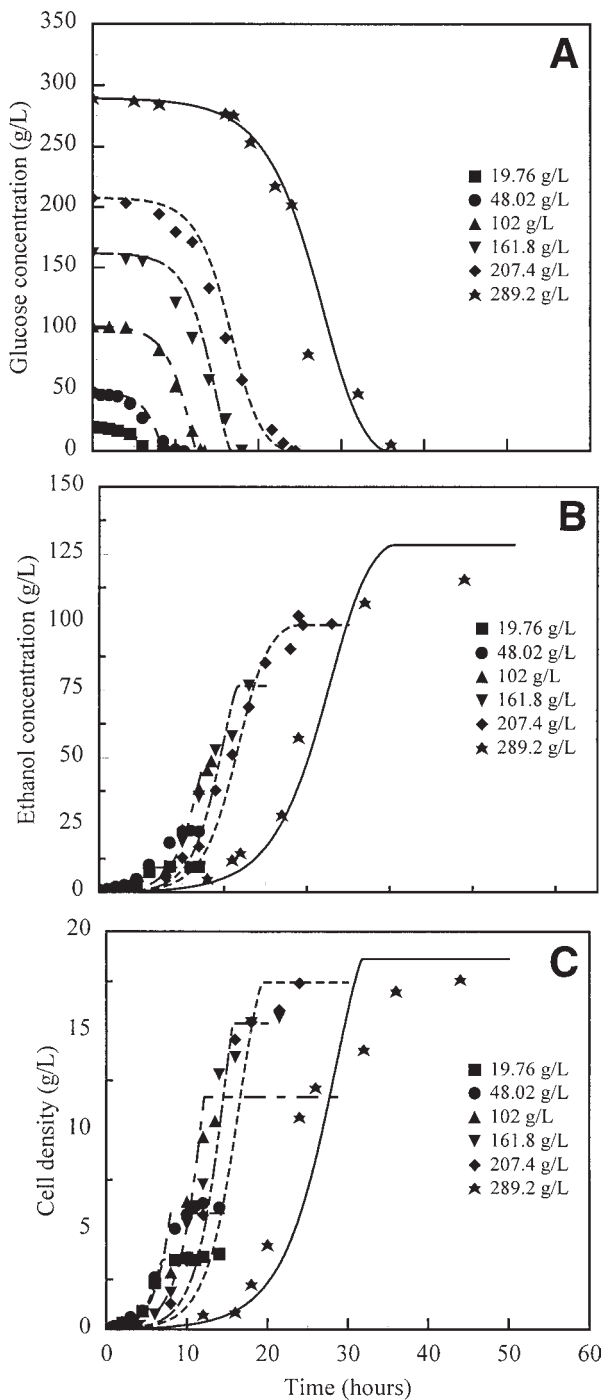 A
350
300
250
200
150
100
50
0
Glucose concentration (g/L)
19.76 g/L
48.02 g/L
102 g/L
161.8 g/L
207.4 g/L
289.2 g/L
B
150
125
100
75
50
25
0
Ethanol concentration (g/L)
19.76 g/L
48.02 g/L
102 g/L
161.8 g/L
207.4 g/L
289.2 g/L
C
20
15
10
5
0
Cell density (g/L)
19.76 g/L
48.02 g/L
102 g/L
161.8 g/L
207.4 g/L
289.2 g/L
0 10 20 30 40 50 60
Time (hours)